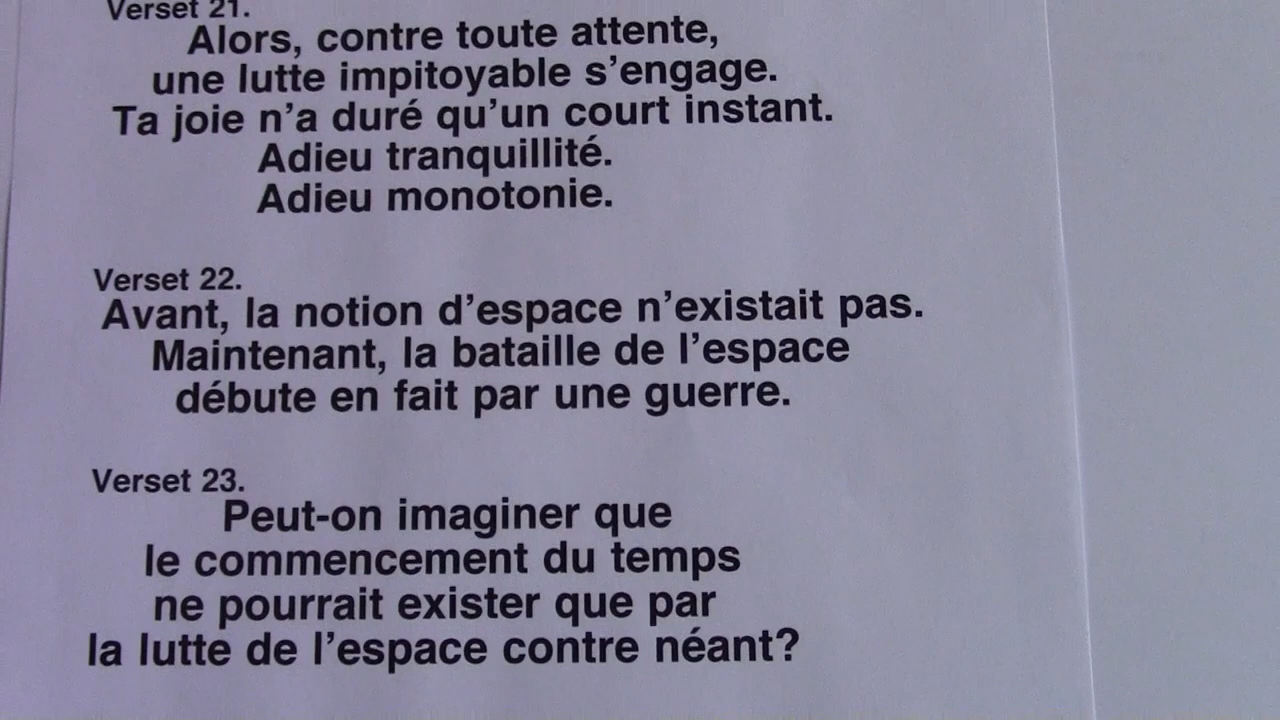 Verset 21.
Alors, contre toute attente,
une lutte impitoyable s'engage.
Ta joie n'a duré qu'un court instant.
Adieu tranquillité.
Adieu monotonie.
Verset 22.
Avant, la notion d'espace n'existait pas.
Maintenant, la bataille de l'espace
débute en fait par une guerre.
Verset 23.
Peut-on imaginer que
le commencement du temps
ne pourrait exister que par
la lutte de l'espace contre néant?